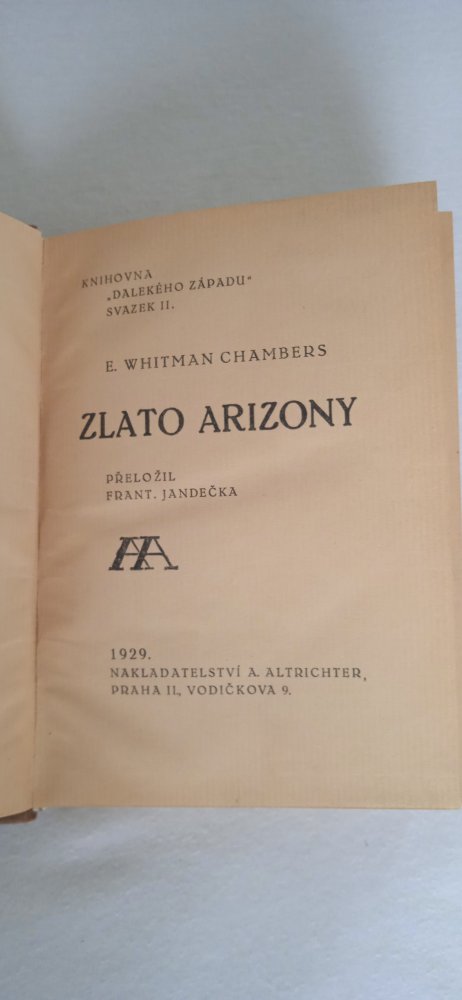 KNIHOVNA
„DALEKÉHO ZÁPADU“
SVAZEK II.
E. WHITMAN CHAMBERS
ZLATO ARIZONY
PŘELOŽIL
FRANT. JANDEČKA
AA
1929.
NAKLADATELSTVÍ A. ALTRICHTER,
PRAHA II., VODIČKOVA 9.